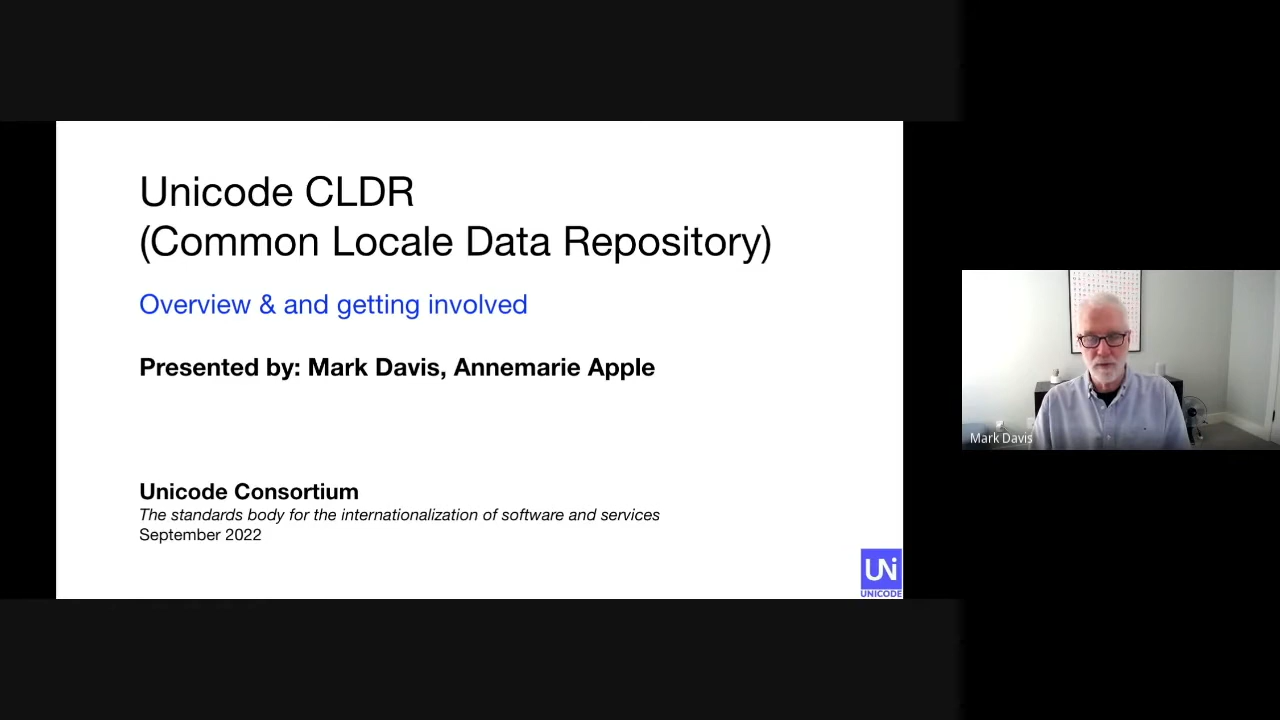 Unicode CLDR
(Common Locale Data Repository)
Overview & and getting involved
Presented by: Mark Davis, Annemarie Apple
Unicode Consortium
The standards body for the internationalization of software and services
September 2022
UNi
UNICODE
Mark Davis